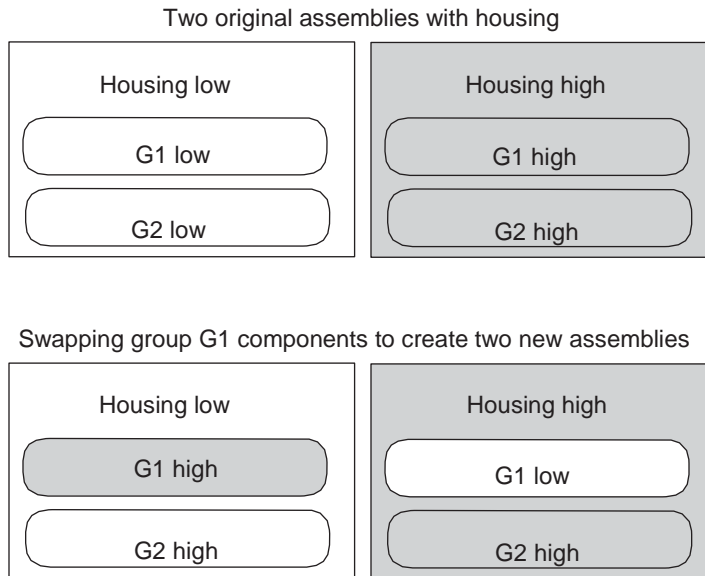 Two original assemblies with housing
Housing low
G1 low
G2 low
Housing high
G1 high
G2 high
Swapping group G1 components to create two new assemblies
Housing low
G1 high
G2 high
Housing high
G1 low
G2 high